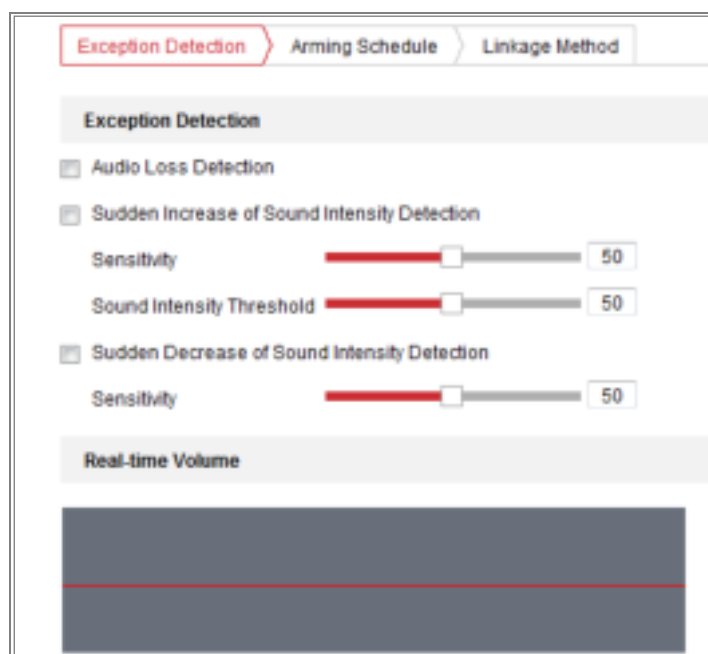 Exception Detection Arming Schedule Linkage Method
Exception Detection
Audio Loss Detection
Sudden Increase of Sound Intensity Detection
Sensitivity 50
Sound Intensity Threshold 50
Sudden Decrease of Sound Intensity Detection
Sensitivity 50
Real-time Volume